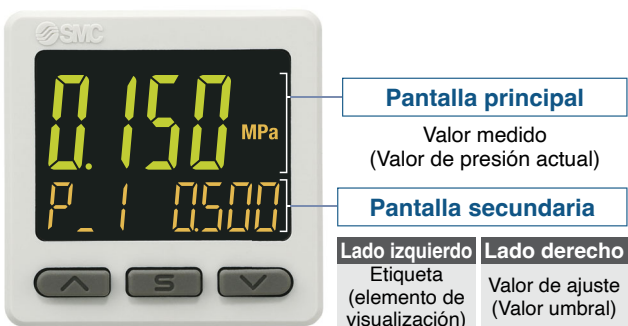 SMC
0.150
MPa
P_1 0.500
S
Pantalla principal
Valor medido
(Valor de presión actual)
Pantalla secundaria
Lado izquierdo Lado derecho
Etiqueta
(elemento de
visualización)
Valor de ajuste
(Valor umbral)